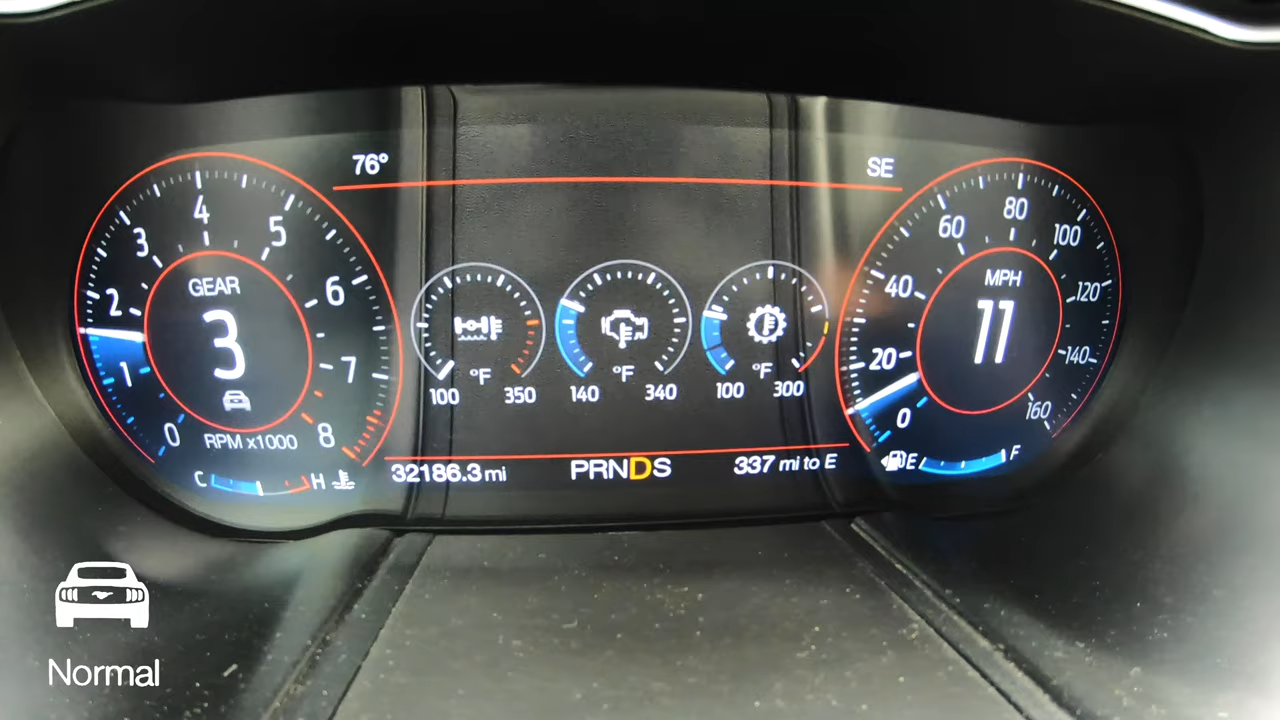 76° SE
GEAR
3
0 1 2 3 4 5 6 7 8
RPM x1000
C H
°F
100 350
°F
140 340
°F
100 300
MPH
11
0 20 40 60 80 100 120 140 160
E F
32186.3 mi PRNDS 337 mi to E
Normal